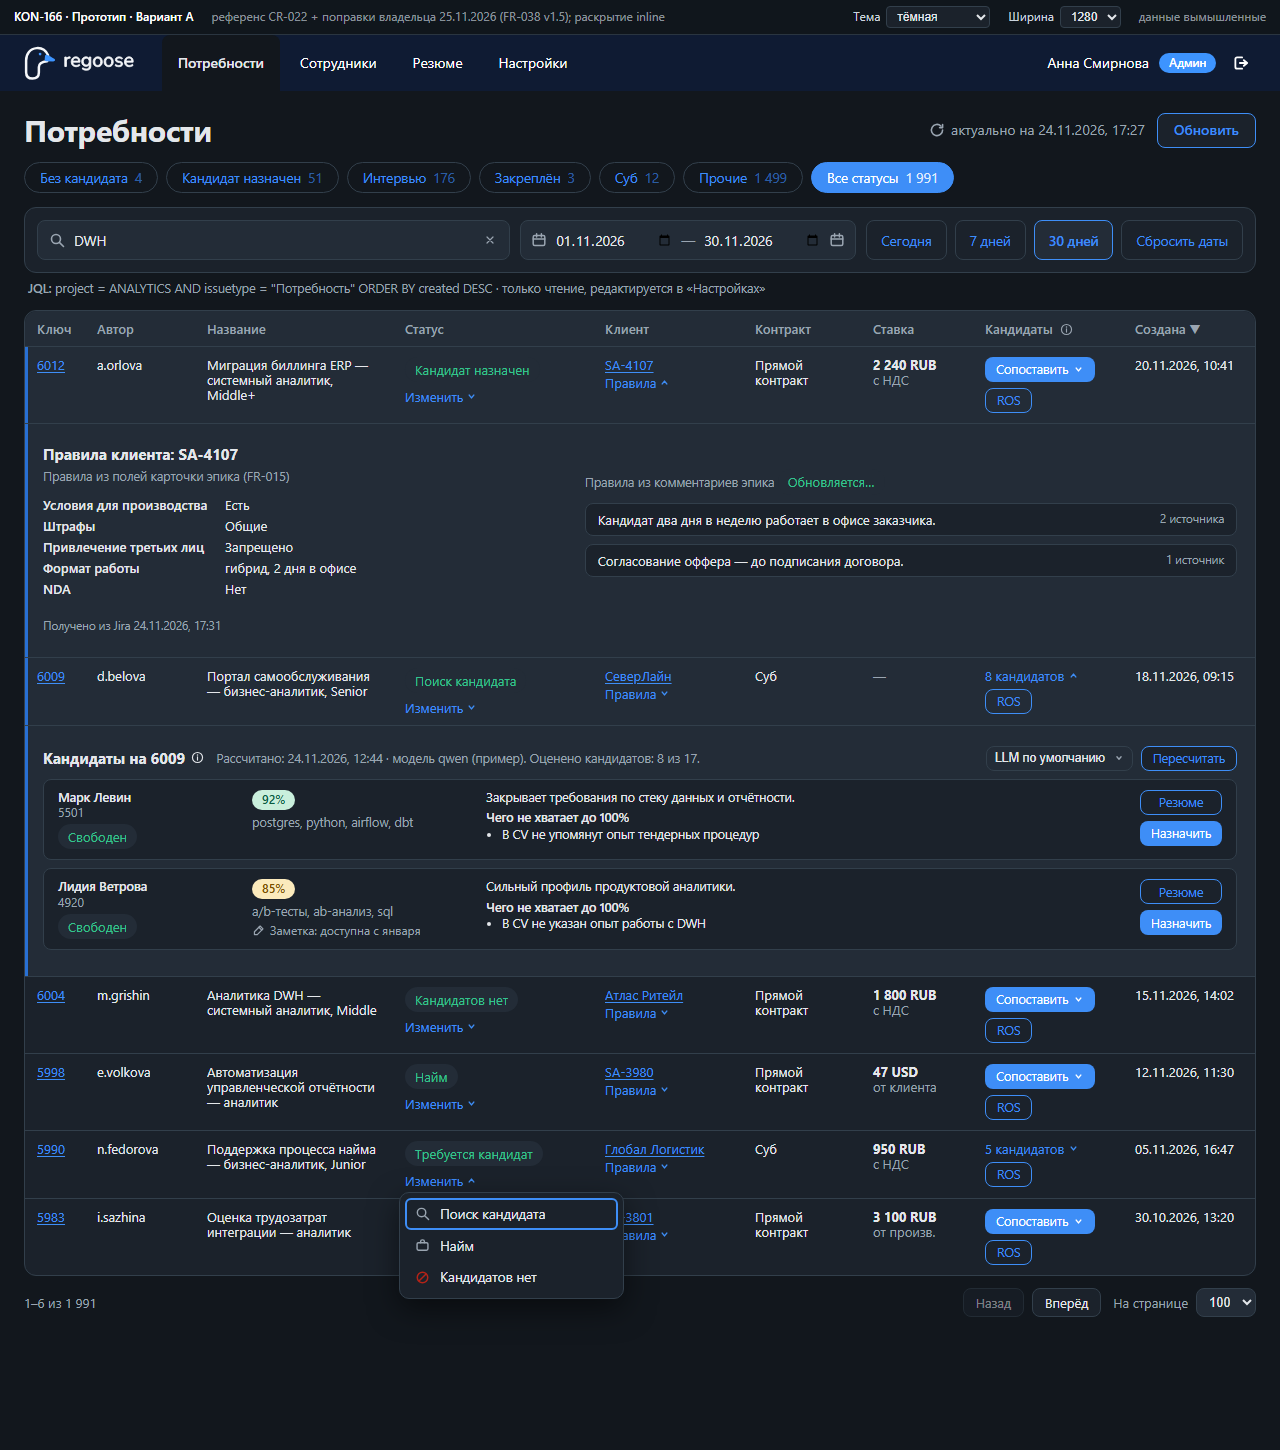 KON-166 · Прототип · Вариант A референс CR-022 + поправки владельца 25.11.2026 (FR-038 v1.5); раскрытие inline Тема тёмная Ширина 1280 данные вымышленные
regoose Потребности Сотрудники Резюме Настройки Анна Смирнова Админ
Потребности актуально на 24.11.2026, 17:27 Обновить
Без кандидата 4 Кандидат назначен 51 Интервью 176 Закреплён 3 Суб 12 Прочие 1 499 Все статусы 1 991
DWH × 01.11.2026 — 30.11.2026 Сегодня 7 дней 30 дней Сбросить даты
JQL: project = ANALYTICS AND issuetype = "Потребность" ORDER BY created DESC · только чтение, редактируется в «Настройках»
Ключ Автор Название Статус Клиент Контракт Ставка Кандидаты Создана ▼
6012 a.orlova Миграция биллинга ERP — Кандидат назначен SA-4107 Прямой 2 240 RUB Сопоставить 20.11.2026, 10:41
системный аналитик, Правила контракт с НДС
Middle+ Изменить ROS
Правила клиента: SA-4107
Правила из полей карточки эпика (FR-015)
Условия для производства Есть
Штрафы Общие
Привлечение третьих лиц Запрещено
Формат работы гибрид, 2 дня в офисе
NDA Нет
Получено из Jira 24.11.2026, 17:31
Правила из комментариев эпика Обновляется…
Кандидат два дня в неделю работает в офисе заказчика. 2 источника
Согласование оффера — до подписания договора. 1 источник
6009 d.belova Портал самообслуживания Поиск кандидата СеверЛайн Суб — 8 кандидатов 18.11.2026, 09:15
— бизнес-аналитик, Senior Изменить Правила ROS
Кандидаты на 6009 Рассчитано: 24.11.2026, 12:44 · модель qwen (пример). Оценено кандидатов: 8 из 17. LLM по умолчанию Пересчитать
Марк Левин 92% Закрывает требования по стеку данных и отчётности. Резюме
5501 postgres, python, airflow, dbt Чего не хватает до 100%
Свободен • В CV не упомянут опыт тендерных процедур Назначить
Лидия Ветрова 85% Сильный профиль продуктовой аналитики. Резюме
4920 a/b-тесты, ab-анализ, sql Чего не хватает до 100%
Свободен Заметка: доступна с января • В CV не указан опыт работы с DWH Назначить
6004 m.grishin Аналитика DWH — Кандидатов нет Атлас Ритейл Прямой 1 800 RUB Сопоставить 15.11.2026, 14:02
системный аналитик, Middle Изменить Правила контракт с НДС ROS
5998 e.volkova Автоматизация Найм SA-3980 Прямой 47 USD Сопоставить 12.11.2026, 11:30
управленческой отчётности Правила контракт от клиента
— аналитик Изменить ROS
5990 n.fedorova Поддержка процесса найма Требуется кандидат Глобал Логистик Суб 950 RUB 5 кандидатов 05.11.2026, 16:47
— бизнес-аналитик, Junior Изменить Правила с НДС ROS
5983 i.sazhina Оценка трудозатрат 3801 Прямой 3 100 RUB Сопоставить 30.10.2026, 13:20
интеграции — аналитик авила контракт от произв. ROS
Поиск кандидата
Найм
Кандидатов нет
1–6 из 1 991 Назад Вперёд На странице 100